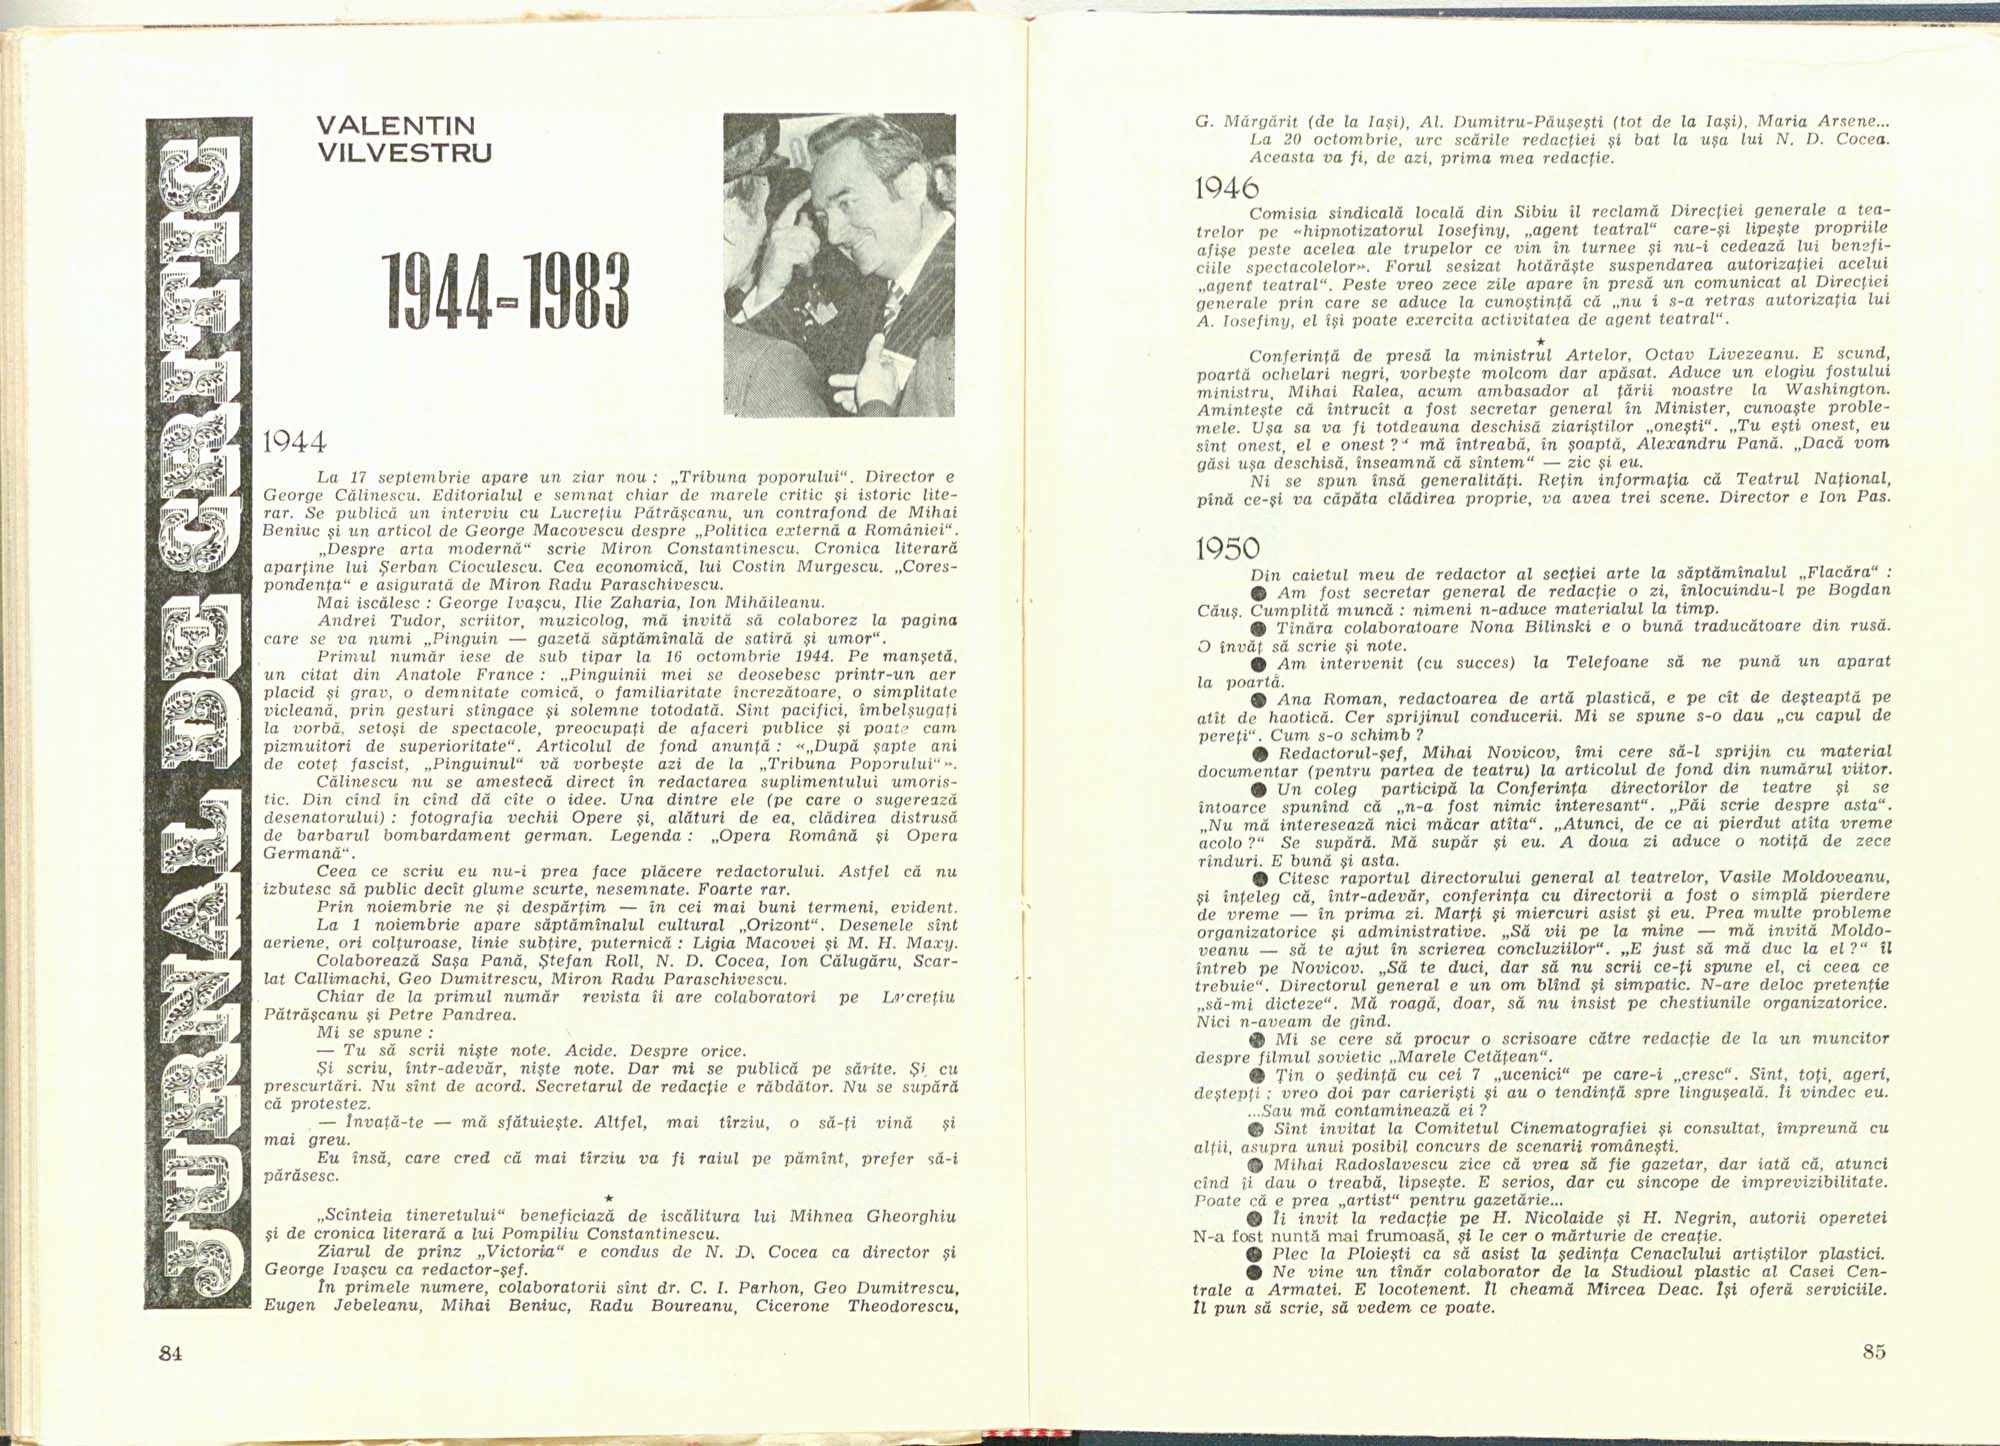 JURNAL DE CRITIC
VALENTIN
VILVESTRU
1944-1983
1944
La 17 septembrie apare un ziar nou : „Tribuna poporului“. Director e
George Călinescu. Editorialul e semnat chiar de marele critic și istoric lite-
rar. Se publică un interviu cu Lucrețiu Pătrășcanu, un contrafond de Mihai
Beniuc și un articol de George Macovescu despre „Politica externă a României“.
„Despre arta modernă“ scrie Miron Constantinescu. Cronica literară
aparține lui Șerban Cioculescu. Cea economică, lui Costin Murgescu. „Cores-
pondența“ e asigurată de Miron Radu Paraschivescu.
Mai iscălesc : George Ivașcu, Ilie Zaharia, Ion Mihăileanu.
Andrei Tudor, scriitor, muzicolog, mă invită să colaborez la pagina
care se va numi „Pinguin — gazetă săptămînală de satiră și umor“.
Primul număr iese de sub tipar la 16 octombrie 1944. Pe manșetă,
un citat din Anatole France : „Pinguinii mei se deosebesc printr-un aer
placid și grav, o demnitate comică, o familiaritate încrezătoare, o simplitate
vicleană, prin gesturi stîngace și solemne totodată. Sînt pacifici, îmbelșugați
la vorbă, setoși de spectacole, preocupați de afaceri publice și poate cam
pizmuitori de superioritate“. Articolul de fond anunță : «„După șapte ani
de coteț fascist, „Pinguinul“ vă vorbește azi de la „Tribuna Poporului“».
Călinescu nu se amestecă direct în redactarea suplimentului umoris-
tic. Din cînd în cînd dă cîte o idee. Una dintre ele (pe care o sugerează
desenatorului) : fotografia vechii Opere și, alături de ea, clădirea distrusă
de barbarul bombardament german. Legenda : „Opera Română și Opera
Germană“.
Ceea ce scriu eu nu-i prea face plăcere redactorului. Astfel că nu
izbutesc să public decît glume scurte, nesemnate. Foarte rar.
Prin noiembrie ne și despărțim — în cei mai buni termeni, evident.
La 1 noiembrie apare săptămînalul cultural „Orizont“. Desenele sînt
aeriene, ori colțuroase, linie subțire, puternică : Ligia Macovei și M. H. Maxy.
Colaborează Sașa Pană, Ștefan Roll, N. D. Cocea, Ion Călugăru, Scar-
lat Callimachi, Geo Dumitrescu, Miron Radu Paraschivescu.
Chiar de la primul număr revista îi are colaboratori pe Lucrețiu
Pătrășcanu și Petre Pandrea.
Mi se spune :
— Tu să scrii niște note. Acide. Despre orice.
Și scriu, într-adevăr, niște note. Dar mi se publică pe sărite. Și cu
prescurtări. Nu sînt de acord. Secretarul de redacție e răbdător. Nu se supără
că protestez.
— Învață-te — mă sfătuiește. Altfel, mai tîrziu, o să-ți vină și
mai greu.
Eu însă, care cred că mai tîrziu va fi raiul pe pămînt, prefer să-i
părăsesc.
★
„Scînteia tineretului“ beneficiază de iscălitura lui Mihnea Gheorghiu
și de cronica literară a lui Pompiliu Constantinescu.
Ziarul de prînz „Victoria“ e condus de N. D. Cocea ca director și
George Ivașcu ca redactor-șef.
În primele numere, colaboratorii sînt dr. C. I. Parhon, Geo Dumitrescu,
Eugen Jebeleanu, Mihai Beniuc, Radu Boureanu, Cicerone Theodorescu,
84
G. Mărgărit (de la Iași), Al. Dumitru-Păușești (tot de la Iași), Maria Arsene...
La 20 octombrie, urc scările redacției și bat la ușa lui N. D. Cocea.
Aceasta va fi, de azi, prima mea redacție.
1946
Comisia sindicală locală din Sibiu îl reclamă Direcției generale a tea-
trelor pe «hipnotizatorul Iosefiny, „agent teatral“ care-și lipește propriile
afișe peste acelea ale trupelor ce vin în turnee și nu-i cedează lui benefi-
ciile spectacolelor». Forul sesizat hotărăște suspendarea autorizației acelui
„agent teatral“. Peste vreo zece zile apare în presă un comunicat al Direcției
generale prin care se aduce la cunoștință că „nu i s-a retras autorizația lui
A. Iosefiny, el își poate exercita activitatea de agent teatral“.
★
Conferință de presă la ministrul Artelor, Octav Livezeanu. E scund,
poartă ochelari negri, vorbește molcom dar apăsat. Aduce un elogiu fostului
ministru, Mihai Ralea, acum ambasador al țării noastre la Washington.
Amintește că întrucît a fost secretar general în Minister, cunoaște proble-
mele. Ușa sa va fi totdeauna deschisă ziariștilor „onești“. „Tu ești onest, eu
sînt onest, el e onest ?“ mă întreabă, în șoaptă, Alexandru Pană. „Dacă vom
găsi ușa deschisă, înseamnă că sîntem“ — zic și eu.
Ni se spun însă generalități. Rețin informația că Teatrul Național,
pînă ce-și va căpăta clădirea proprie, va avea trei scene. Director e Ion Pas.
1950
Din caietul meu de redactor al secției arte la săptămînalul „Flacăra“ :
● Am fost secretar general de redacție o zi, înlocuindu-l pe Bogdan
Căuș. Cumplită muncă : nimeni n-aduce materialul la timp.
● Tînăra colaboratoare Nona Bilinski e o bună traducătoare din rusă.
O învăț să scrie și note.
● Am intervenit (cu succes) la Telefoane să ne pună un aparat
la poartă.
● Ana Roman, redactoarea de artă plastică, e pe cît de deșteaptă pe
atît de haotică. Cer sprijinul conducerii. Mi se spune s-o dau „cu capul de
pereți“. Cum s-o schimb ?
● Redactorul-șef, Mihai Novicov, îmi cere să-l sprijin cu material
documentar (pentru partea de teatru) la articolul de fond din numărul viitor.
● Un coleg participă la Conferința directorilor de teatre și se
întoarce spunînd că „n-a fost nimic interesant“. „Păi scrie despre asta“.
„Nu mă interesează nici măcar atîta“. „Atunci, de ce ai pierdut atîta vreme
acolo ?“ Se supără. Mă supăr și eu. A doua zi aduce o notiță de zece
rînduri. E bună și asta.
● Citesc raportul directorului general al teatrelor, Vasile Moldoveanu,
și înțeleg că, într-adevăr, conferința cu directorii a fost o simplă pierdere
de vreme — în prima zi. Marți și miercuri asist și eu. Prea multe probleme
organizatorice și administrative. „Să vii pe la mine — mă invită Moldo-
veanu — să te ajut în scrierea concluziilor“. „E just să mă duc la el ?“ îl
întreb pe Novicov. „Să te duci, dar să nu scrii ce-ți spune el, ci ceea ce
trebuie“. Directorul general e un om blînd și simpatic. N-are deloc pretenție
„să-mi dicteze“. Mă roagă, doar, să nu insist pe chestiunile organizatorice.
Nici n-aveam de gînd.
● Mi se cere să procur o scrisoare către redacție de la un muncitor
despre filmul sovietic „Marele Cetățean“.
● Țin o ședință cu cei 7 „ucenici“ pe care-i „cresc“. Sînt, toți, ageri,
deștepți ; vreo doi par carieriști și au o tendință spre lingușeală. Îi vindec eu.
...Sau mă contaminează ei ?
● Sînt invitat la Comitetul Cinematografiei și consultat, împreună cu
alții, asupra unui posibil concurs de scenarii românești.
● Mihai Radoslavescu zice că vrea să fie gazetar, dar iată că, atunci
cînd îi dau o treabă, lipsește. E serios, dar cu sincope de imprevizibilitate.
Poate că e prea „artist“ pentru gazetărie...
● Îi invit la redacție pe H. Nicolaide și H. Negrin, autorii operetei
N-a fost nuntă mai frumoasă, și le cer o mărturie de creație.
● Plec la Ploiești ca să asist la ședința Cenaclului artiștilor plastici.
● Ne vine un tînăr colaborator de la Studioul plastic al Casei Cen-
trale a Armatei. E locotenent. Îl cheamă Mircea Deac. Își oferă serviciile.
Îl pun să scrie, să vedem ce poate.
85